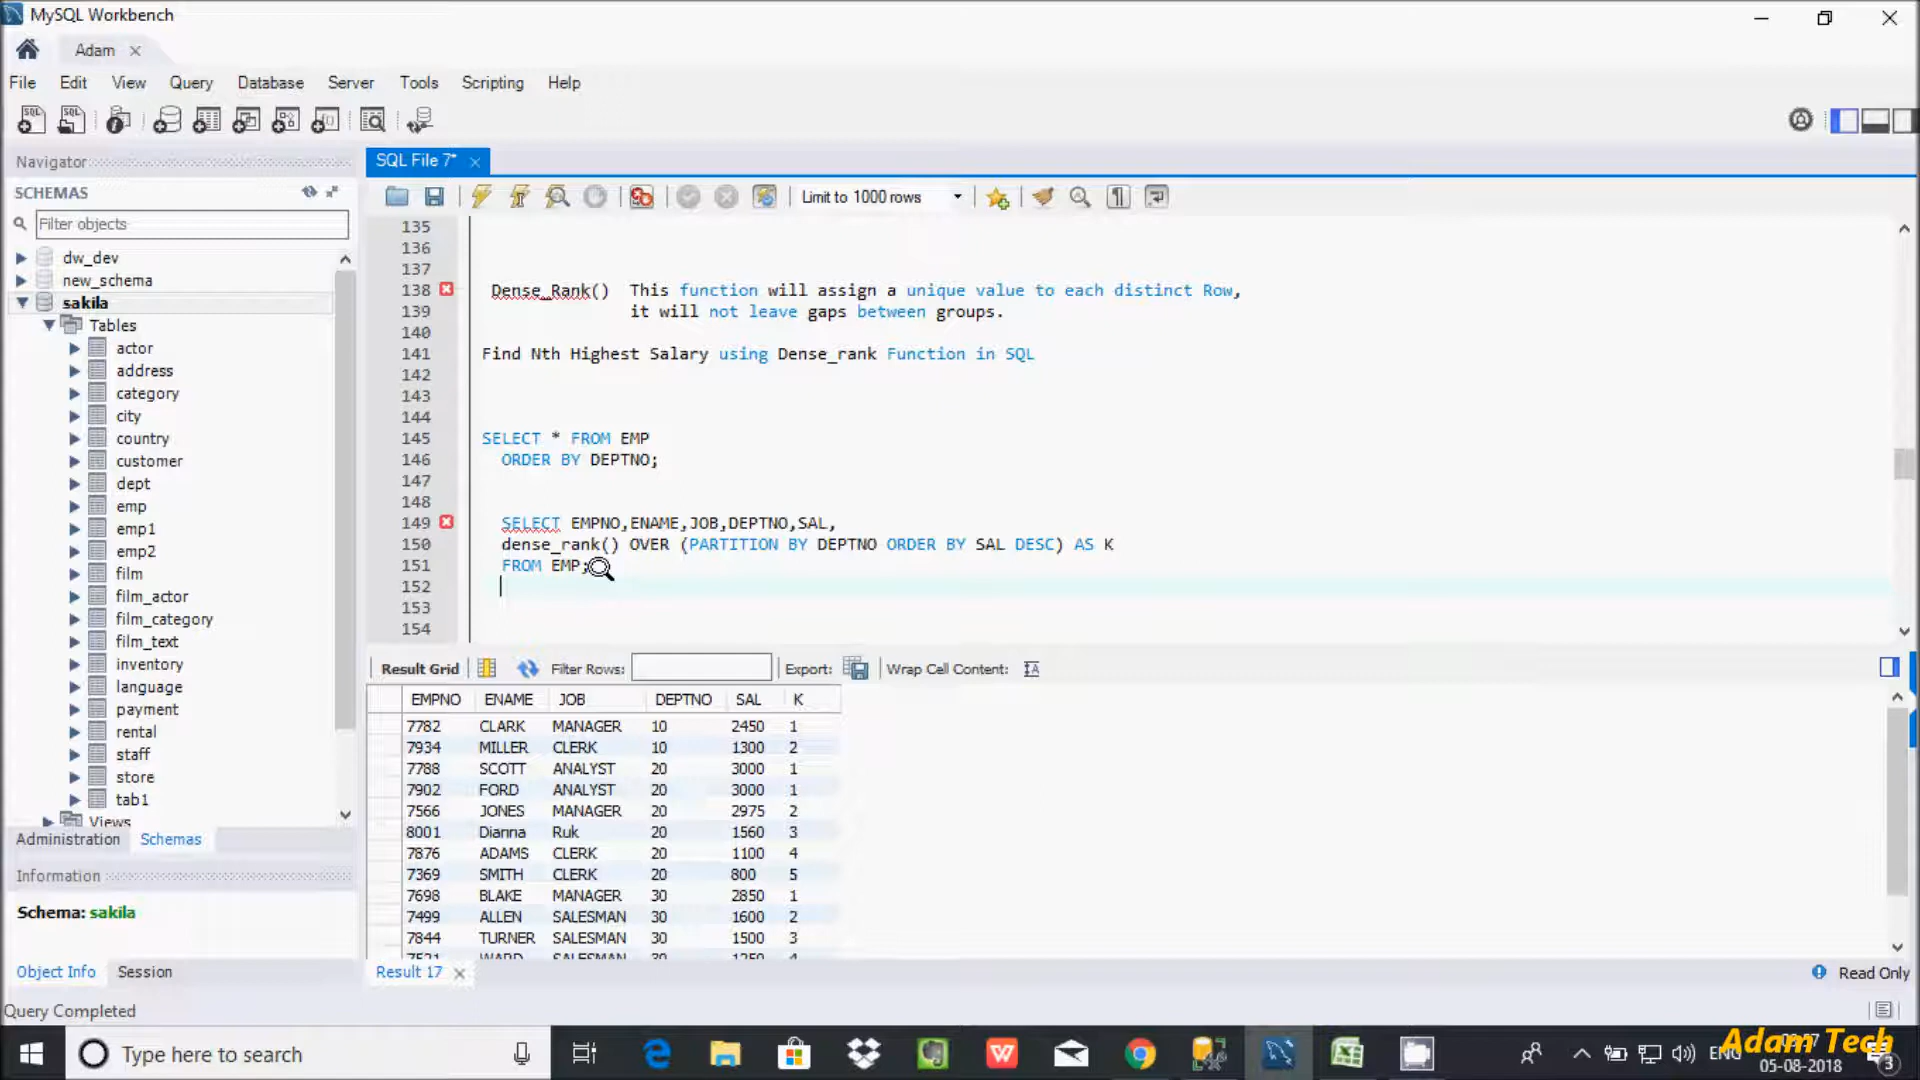 MySQL Workbench
Adam
File Edit View Query Database Server Tools Scripting Help
Navigator
SQL File 7*
SCHEMAS
Limit to 1000 rows
Filter objects
dw_dev
new_schema
sakila
Tables
actor
address
category
city
country
customer
dept
emp
emp1
emp2
film
film_actor
film_category
film_text
inventory
language
payment
rental
staff
store
tab1
Views
Administration Schemas
Information
Schema: sakila
Object Info Session
135
136
137
138 Dense_Rank() This function will assign a unique value to each distinct Row,
139 it will not leave gaps between groups.
140
141 Find Nth Highest Salary using Dense_rank Function in SQL
142
143
144
145 SELECT * FROM EMP
146 ORDER BY DEPTNO;
147
148
149 SELECT EMPNO,ENAME,JOB,DEPTNO,SAL,
150 dense_rank() OVER (PARTITION BY DEPTNO ORDER BY SAL DESC) AS K
151 FROM EMP;
152
153
154
Result Grid Filter Rows: Export: Wrap Cell Content:
EMPNO ENAME JOB DEPTNO SAL K
7782 CLARK MANAGER 10 2450 1
7934 MILLER CLERK 10 1300 2
7788 SCOTT ANALYST 20 3000 1
7902 FORD ANALYST 20 3000 1
7566 JONES MANAGER 20 2975 2
8001 Dianna Ruk 20 1560 3
7876 ADAMS CLERK 20 1100 4
7369 SMITH CLERK 20 800 5
7698 BLAKE MANAGER 30 2850 1
7499 ALLEN SALESMAN 30 1600 2
7844 TURNER SALESMAN 30 1500 3
7521 WARD SALESMAN 30 1250 4
Result 17
Read Only
Query Completed
Type here to search
Adam Tech
05-08-2018
3